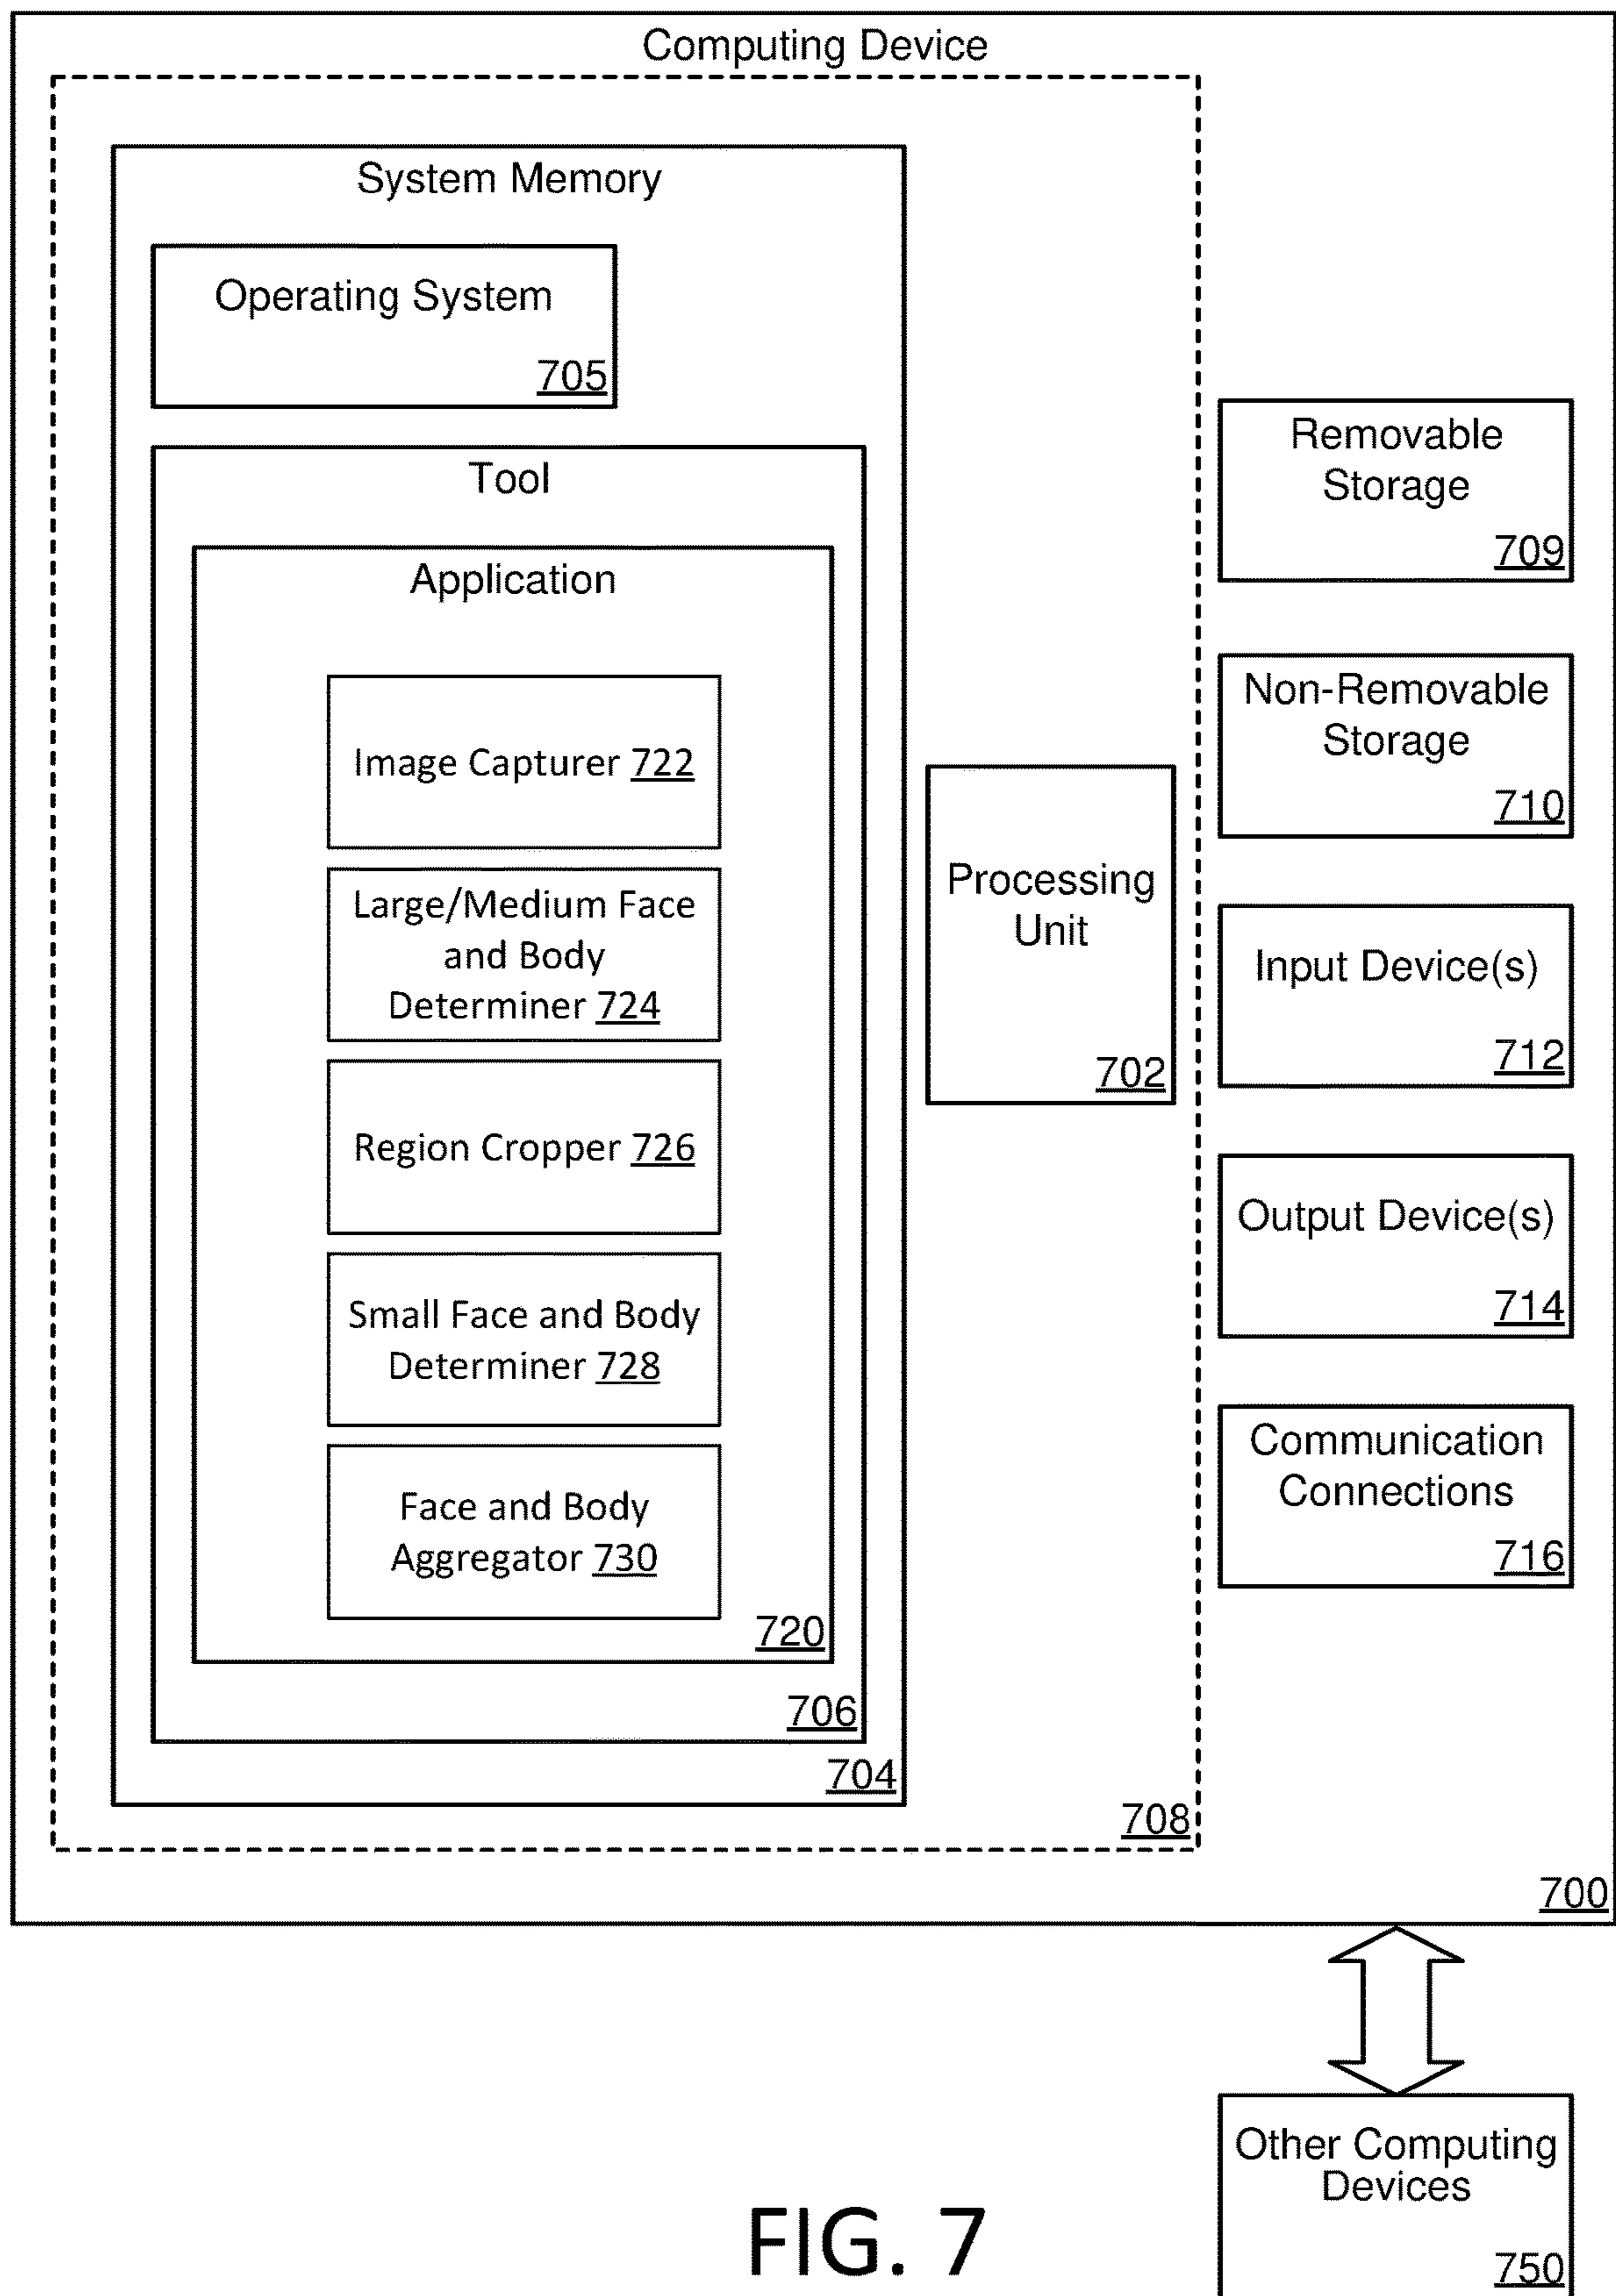 Computing Device
System Memory
Operating System
705
Tool
Application
Image Capturer 722
Large/Medium Face
and Body
Determiner 724
Region Cropper 726
Small Face and Body
Determiner 728
Face and Body
Aggregator 730
720
706
704
Processing
Unit
702
708
Removable
Storage
709
Non-Removable
Storage
710
Input Device(s)
712
Output Device(s)
714
Communication
Connections
716
700
Other Computing
Devices
750
FIG. 7